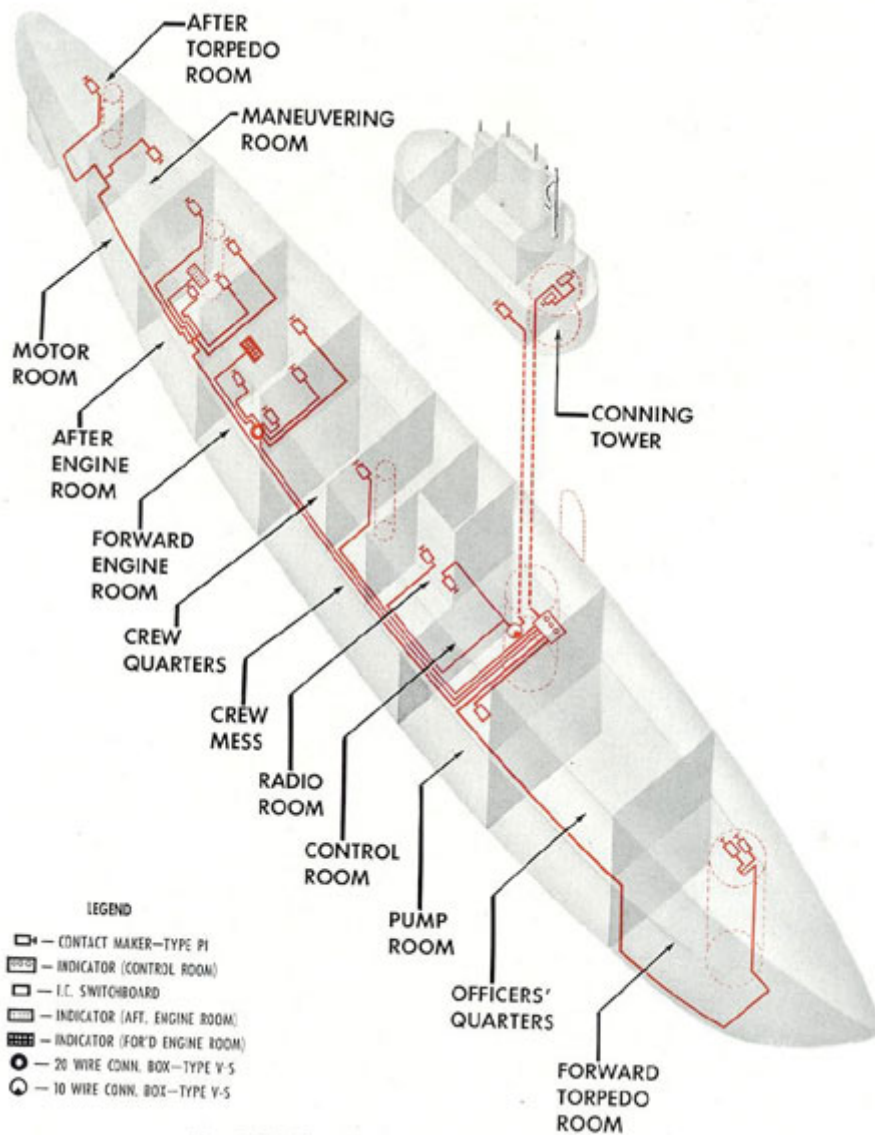 AFTER
TORPEDO
ROOM
MANEUVERING
ROOM
MOTOR
ROOM
CONNING
TOWER
AFTER
ENGINE
ROOM
FORWARD
ENGINE
ROOM
CREW
QUARTERS
CREW
MESS
RADIO
ROOM
CONTROL
ROOM
PUMP
ROOM
OFFICERS'
QUARTERS
FORWARD
TORPEDO
ROOM
LEGEND
— CONTACT MAKER—TYPE PI
— INDICATOR (CONTROL ROOM)
— I.C. SWITCHBOARD
— INDICATOR (AFT. ENGINE ROOM)
— INDICATOR (FOR'D ENGINE ROOM)
— 20 WIRE CONN. BOX—TYPE V-S
— 10 WIRE CONN. BOX—TYPE V-S